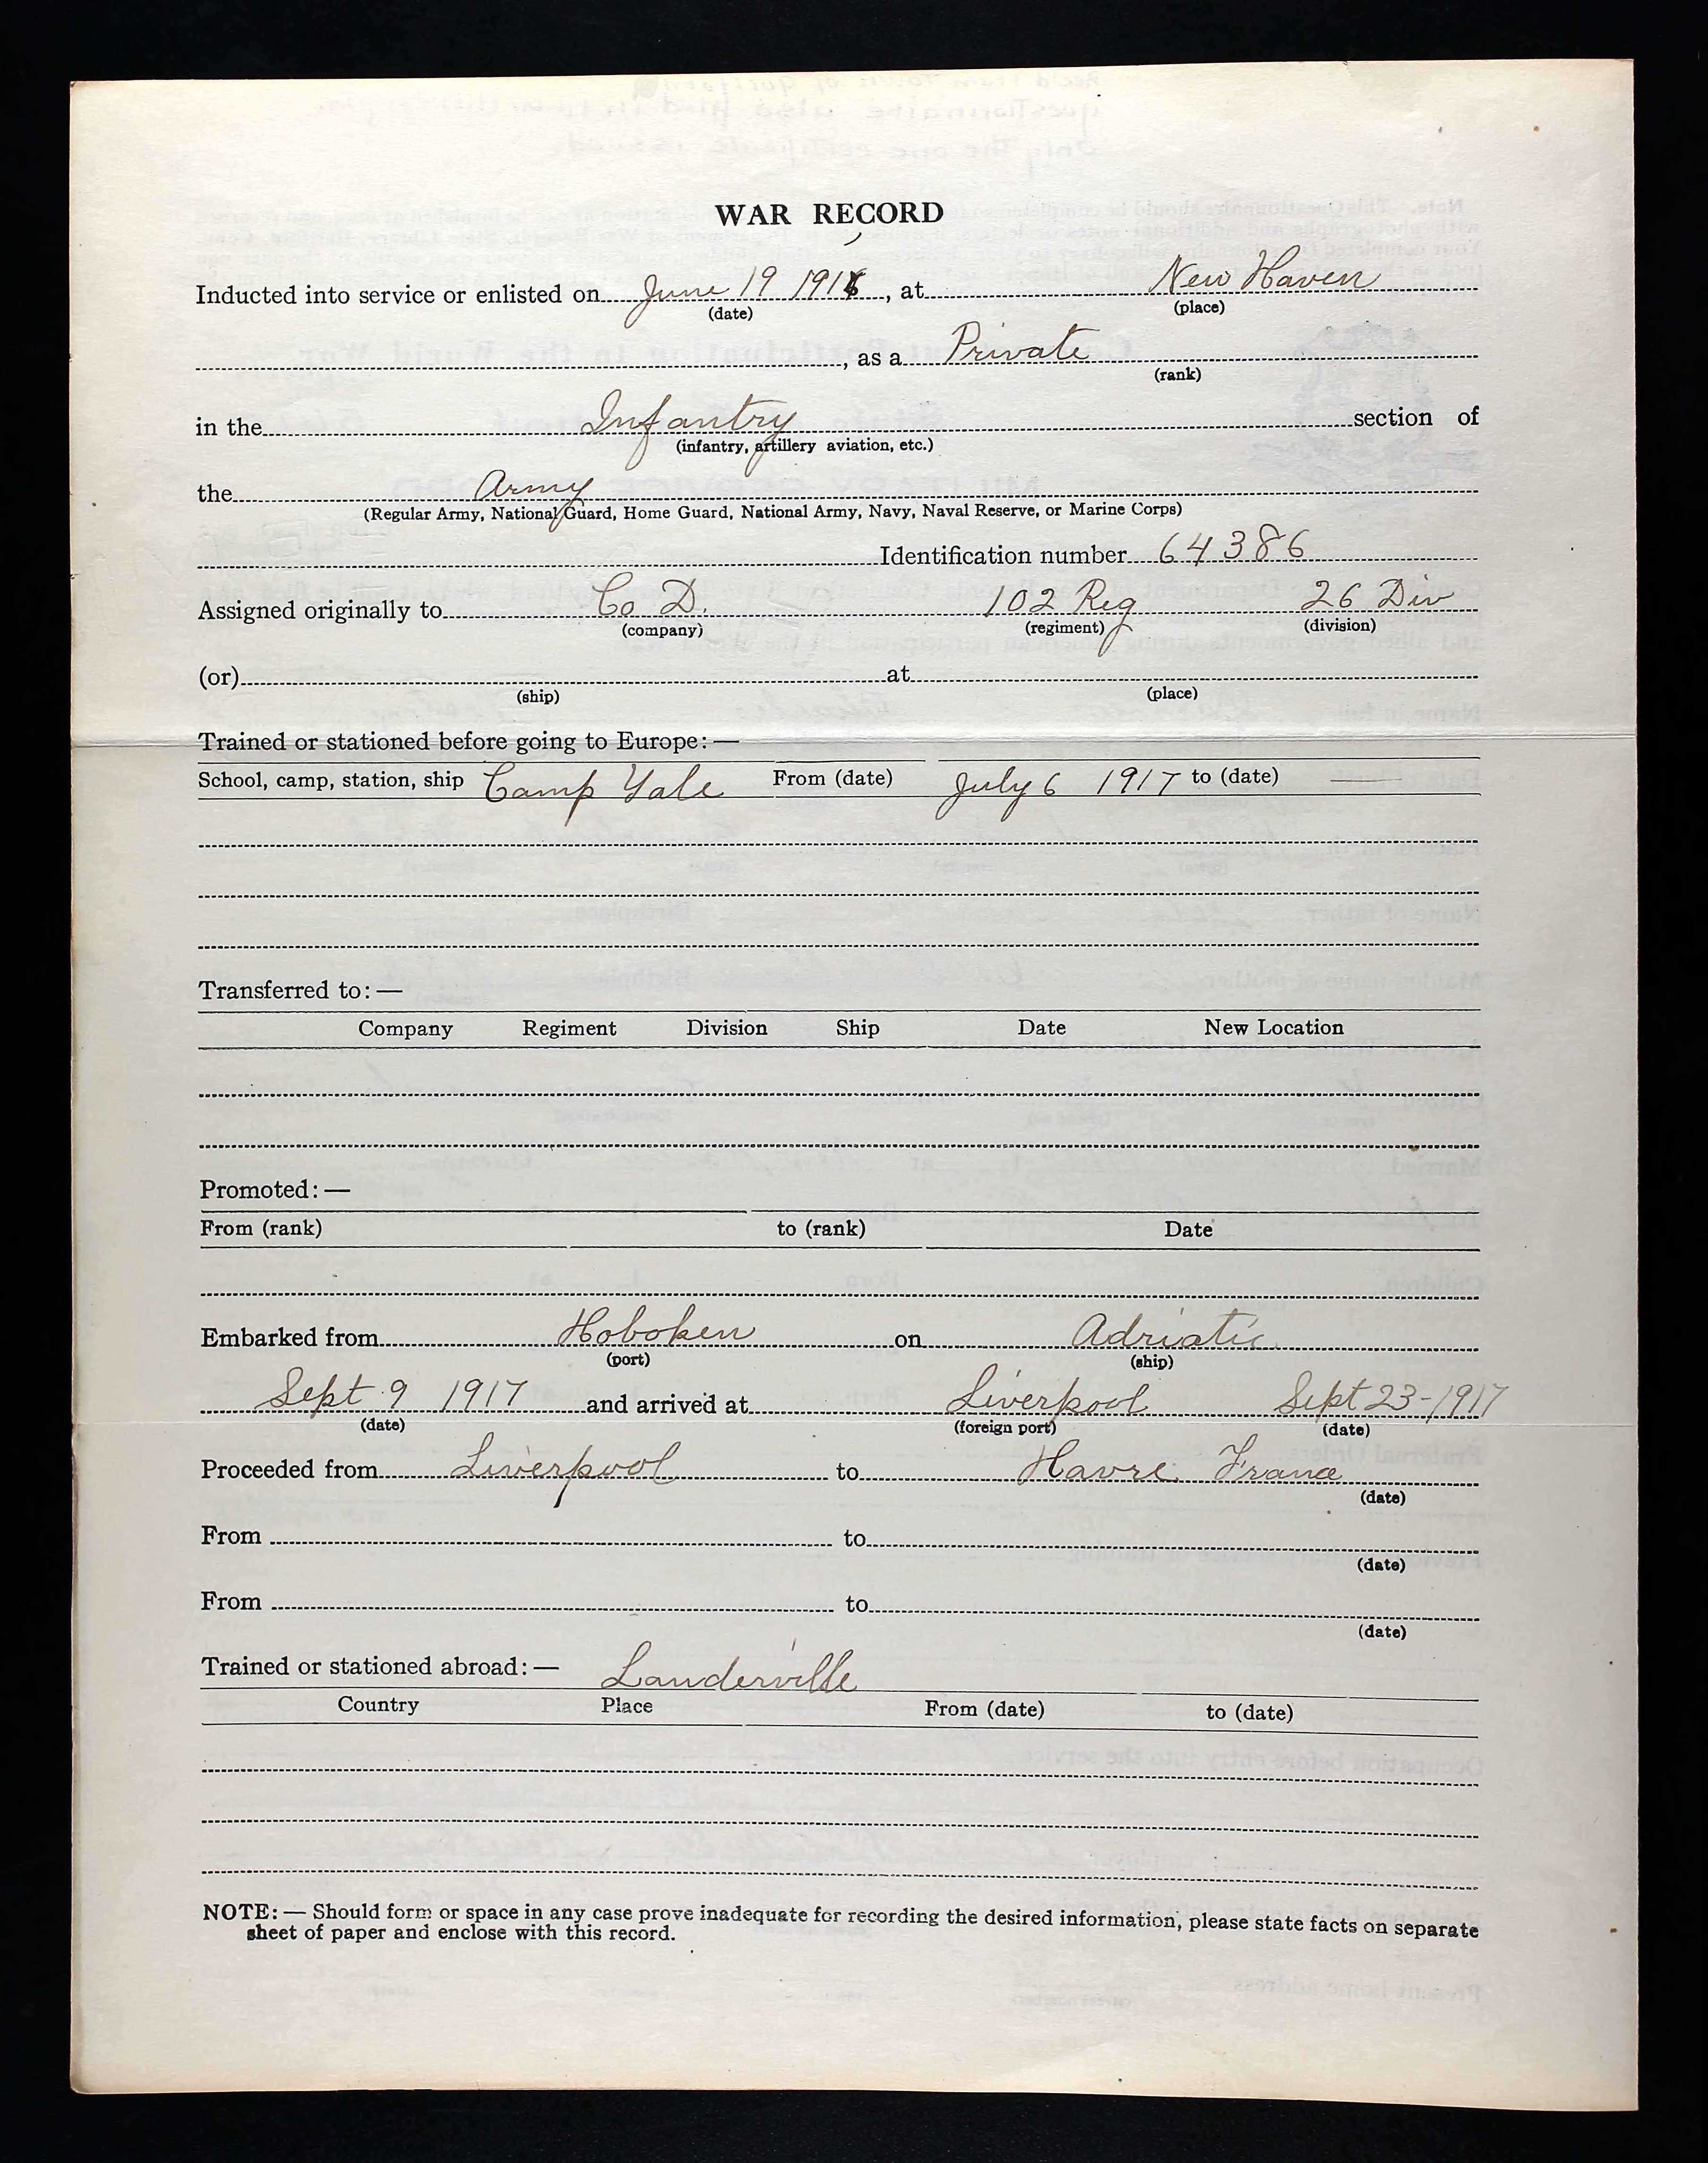 WAR RECORD
Inducted into service or enlisted on June 19 191 , at New Haven
(date) (place)
, as a Private
(rank)
in the Infantry section of
(infantry, artillery aviation, etc.)
the Army
(Regular Army, National Guard, Home Guard, National Army, Navy, Naval Reserve, or Marine Corps)
Identification number 64386
Assigned originally to Co D. 102 Reg 26 Div
(company) (regiment) (division)
(or) at
(ship) (place)
Trained or stationed before going to Europe:—
School, camp, station, ship Camp Yale From (date) July 6 1917 to (date) —
Transferred to:—
Company Regiment Division Ship Date New Location
Promoted:—
From (rank) to (rank) Date
Embarked from Hoboken on Adriatic
(port) (ship)
Sept 9 1917 and arrived at Liverpool Sept 23-1917
(date) (foreign port) (date)
Proceeded from Liverpool to Havre France
(date)
From to
(date)
From to
(date)
Trained or stationed abroad:— Landerville
Country Place From (date) to (date)
NOTE:— Should form or space in any case prove inadequate for recording the desired information, please state facts on separate
sheet of paper and enclose with this record.